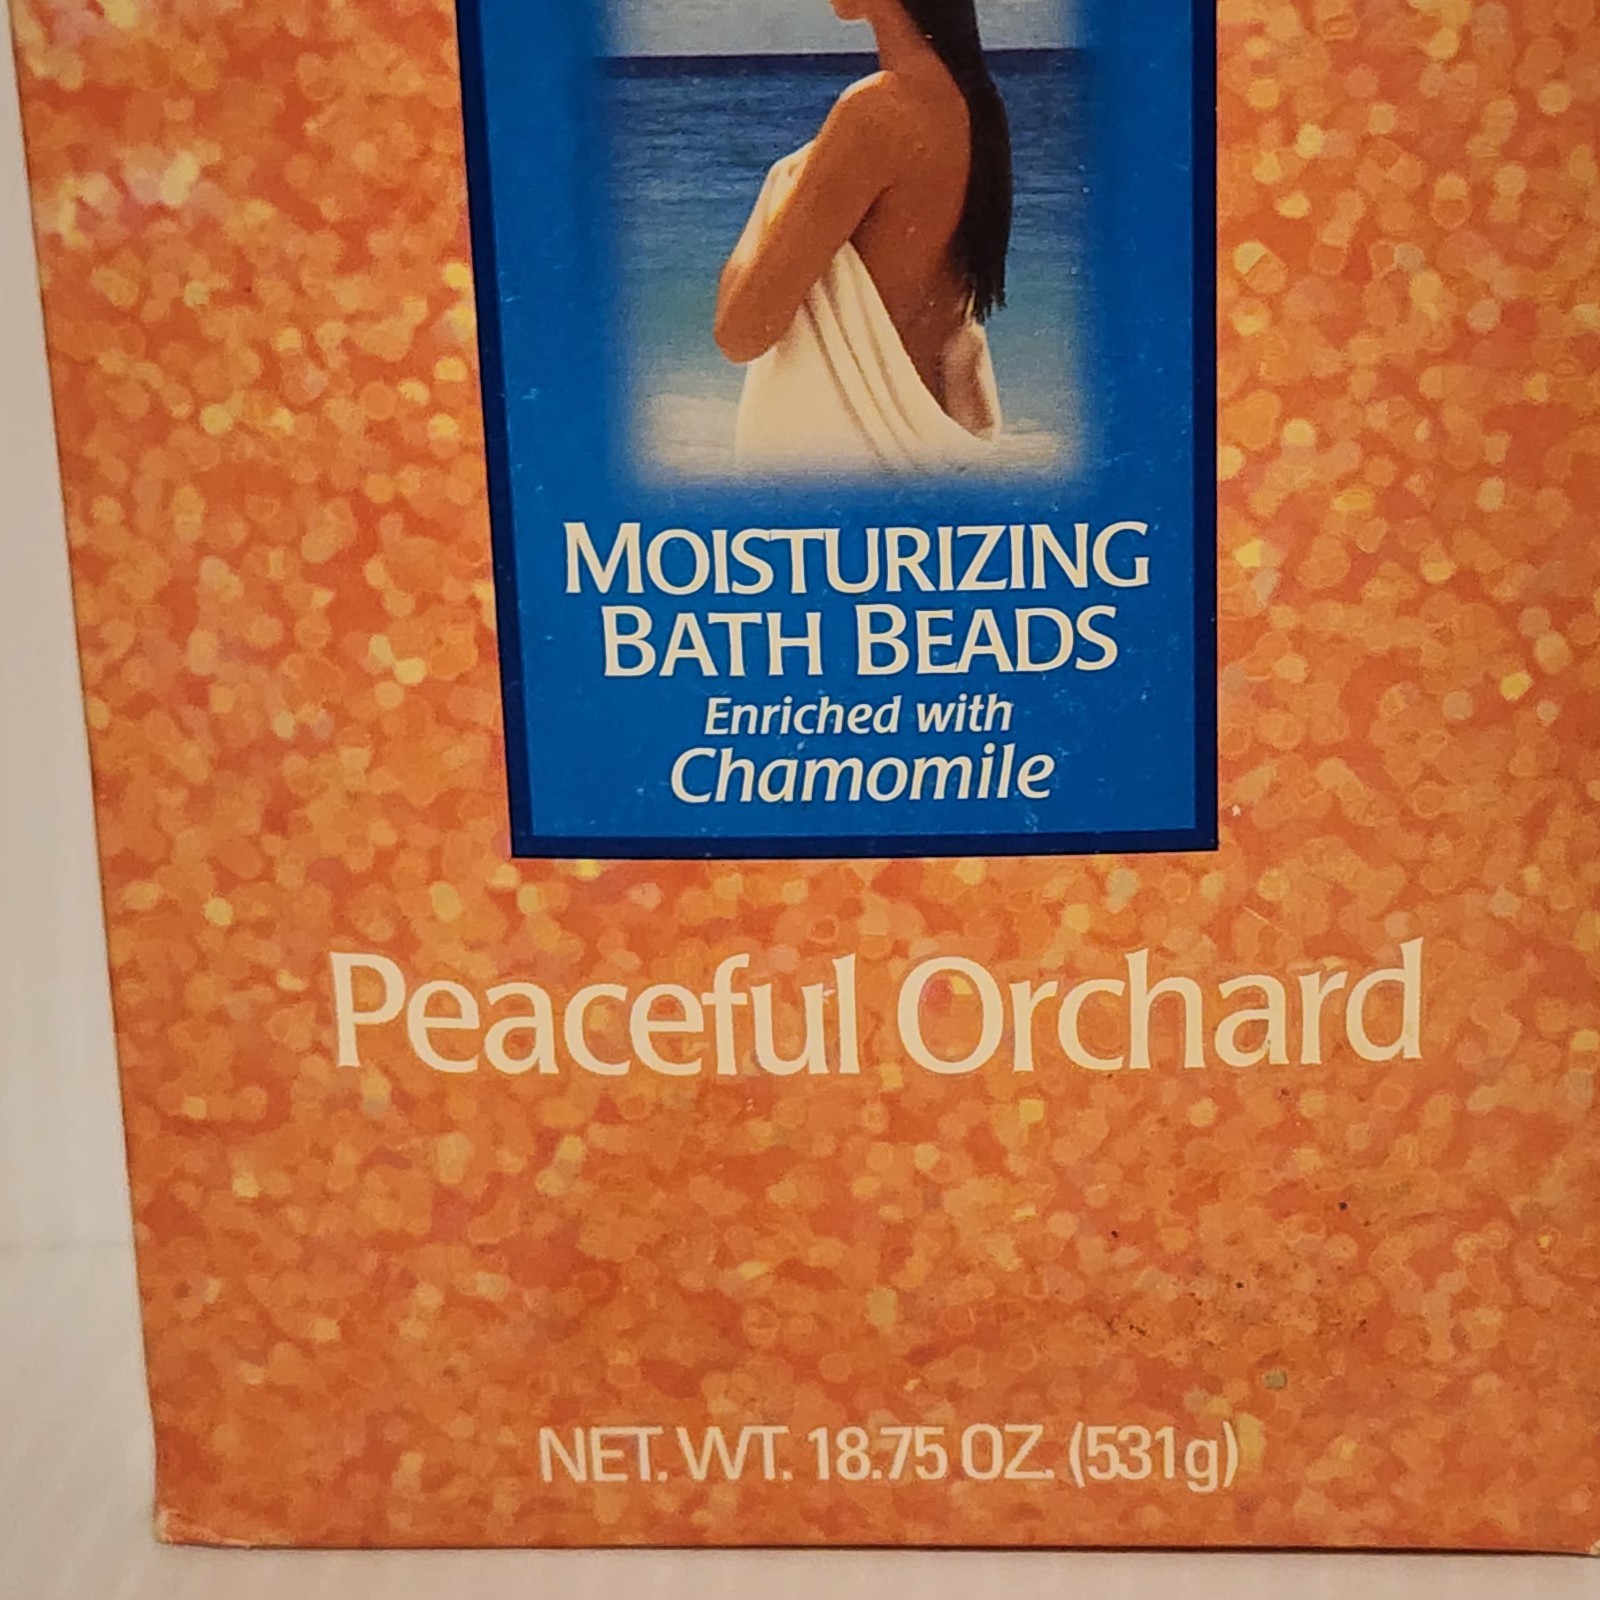 MOISTURIZING
BATH BEADS
Enriched with
Chamomile
Peaceful Orchard
NET. WT. 18.75 OZ. (531g)